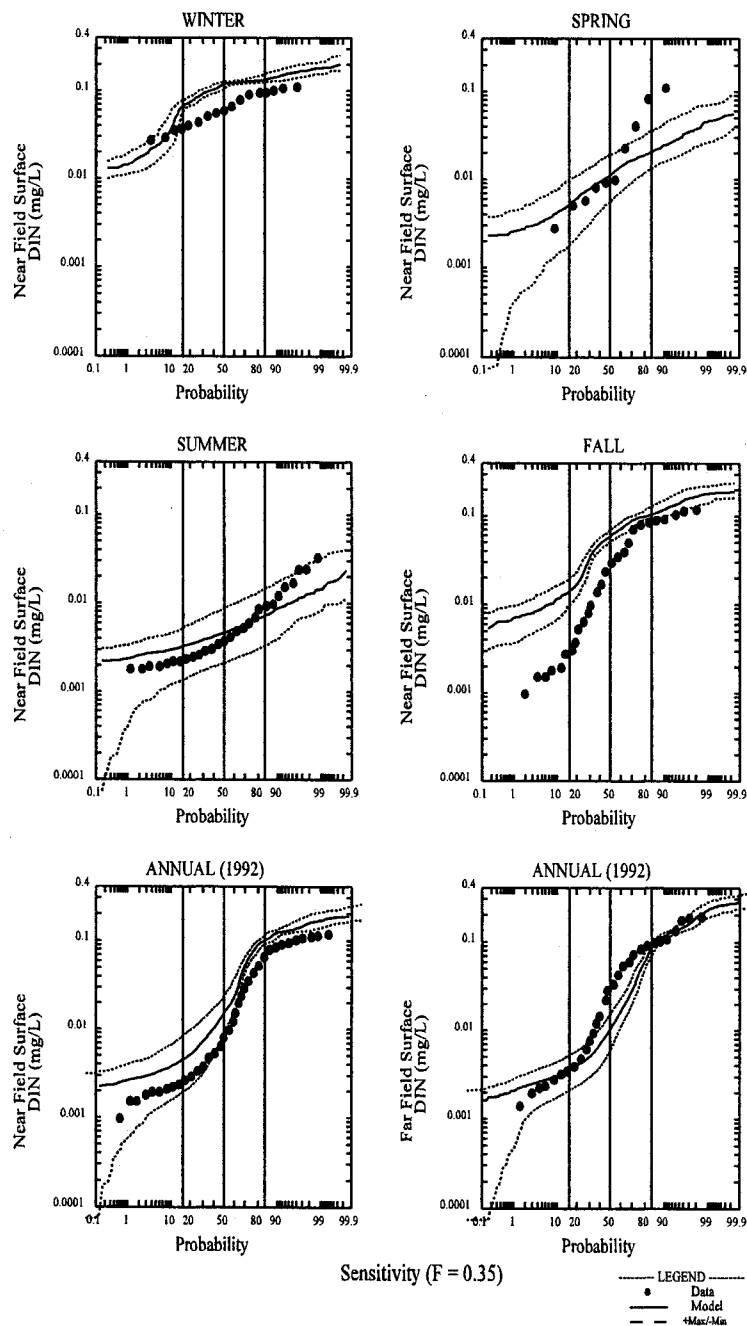 WINTER
0.4
0.1
0.01
0.001
0.0001
Near Field Surface
DIN (mg/L)
0.1 1 10 20 50 80 90 99 99.9
Probability
SPRING
0.4
0.1
0.01
0.001
0.0001
Near Field Surface
DIN (mg/L)
0.1 1 10 20 50 80 90 99 99.9
Probability
SUMMER
0.4
0.1
0.01
0.001
0.0001
Near Field Surface
DIN (mg/L)
0.1 1 10 20 50 80 90 99 99.9
Probability
FALL
0.4
0.1
0.01
0.001
0.0001
Near Field Surface
DIN (mg/L)
0.1 1 10 20 50 80 90 99 99.9
Probability
ANNUAL (1992)
0.4
0.1
0.01
0.001
0.0001
Near Field Surface
DIN (mg/L)
0.1 1 10 20 50 80 90 99 99.9
Probability
ANNUAL (1992)
0.4
0.1
0.01
0.001
0.0001
Far Field Surface
DIN (mg/L)
0.1 1 10 20 50 80 90 99 99.9
Probability
Sensitivity (F = 0.35)
LEGEND
Data
Model
+Max/-Min